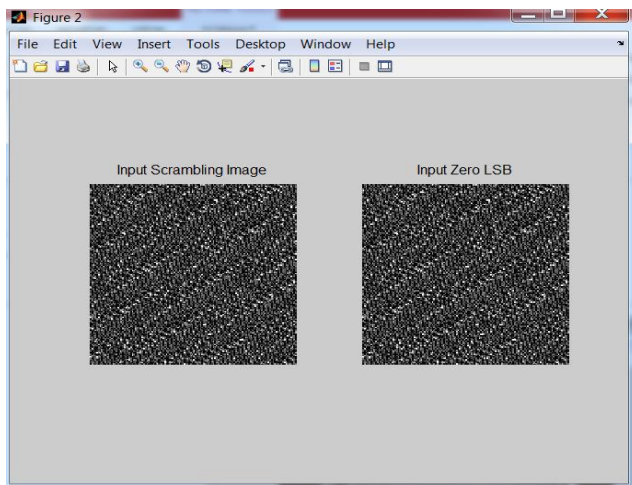 Figure 2
File Edit View Insert Tools Desktop Window Help
Input Scrambling Image Input Zero LSB